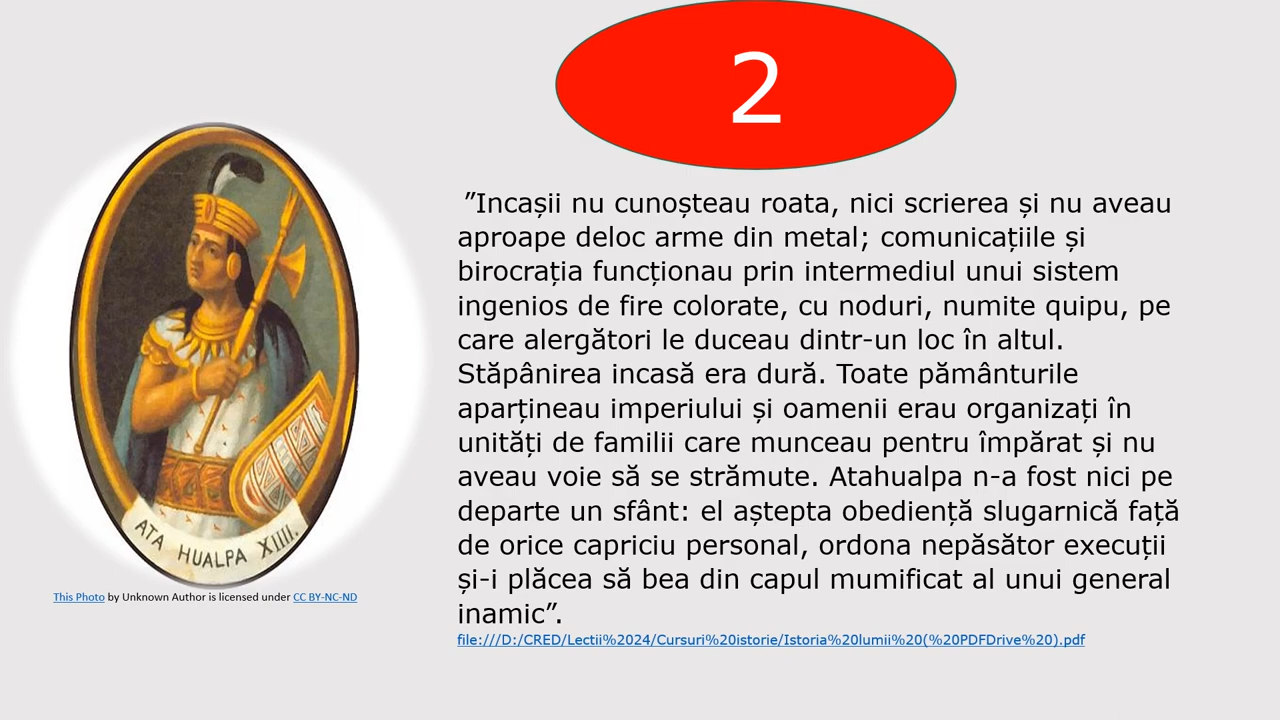 2
”Incașii nu cunoșteau roata, nici scrierea și nu aveau
aproape deloc arme din metal; comunicațiile și
birocrația funcționau prin intermediul unui sistem
ingenios de fire colorate, cu noduri, numite quipu, pe
care alergători le duceau dintr-un loc în altul.
Stăpânirea incasă era dură. Toate pământurile
aparțineau imperiului și oamenii erau organizați în
unități de familii care munceau pentru împărat și nu
aveau voie să se strămute. Atahualpa n-a fost nici pe
departe un sfânt: el aștepta obediență slugarnică față
de orice capriciu personal, ordona nepăsător execuții
și-i plăcea să bea din capul mumificat al unui general
inamic”.
file:///D:/CRED/Lectii%2024/Cursuri%20istorie/Istoria%20lumii%20(%20PDFDrive%20).pdf
ATA HUALPA XIIII.
This Photo by Unknown Author is licensed under CC BY-NC-ND